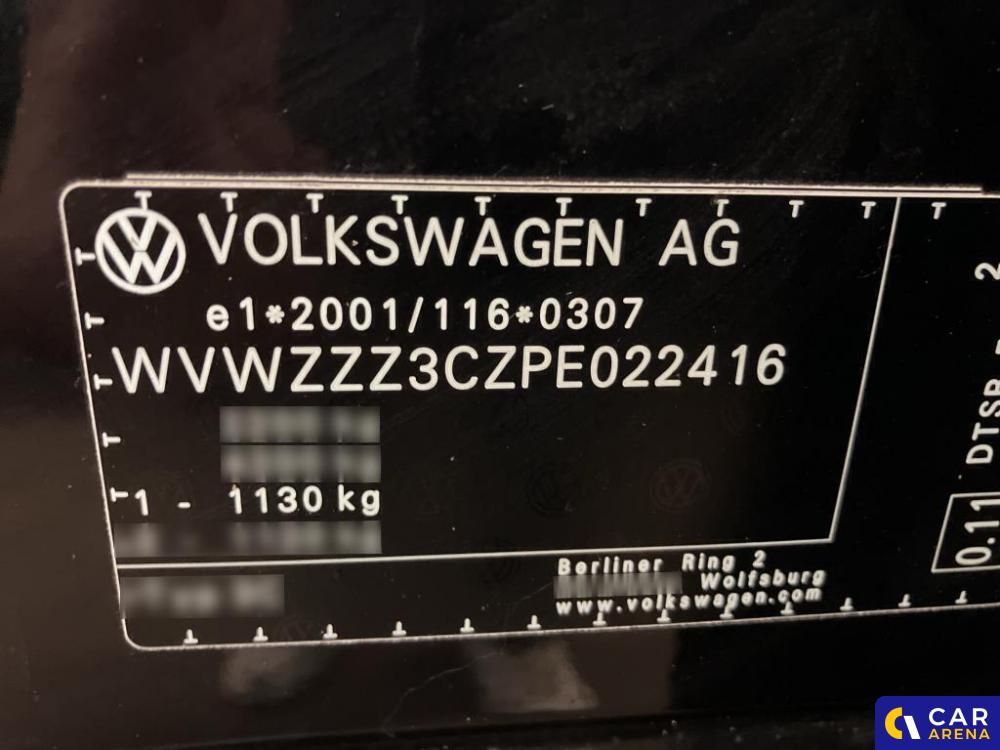 VOLKSWAGEN AG
e1*2001/116*0307
WVWZZZ3CZPE022416
1 - 1130 kg
Berliner Ring 2
Wolfsburg
www.volkswagen.com
2
DTSB
0.11
CAR
ARENA